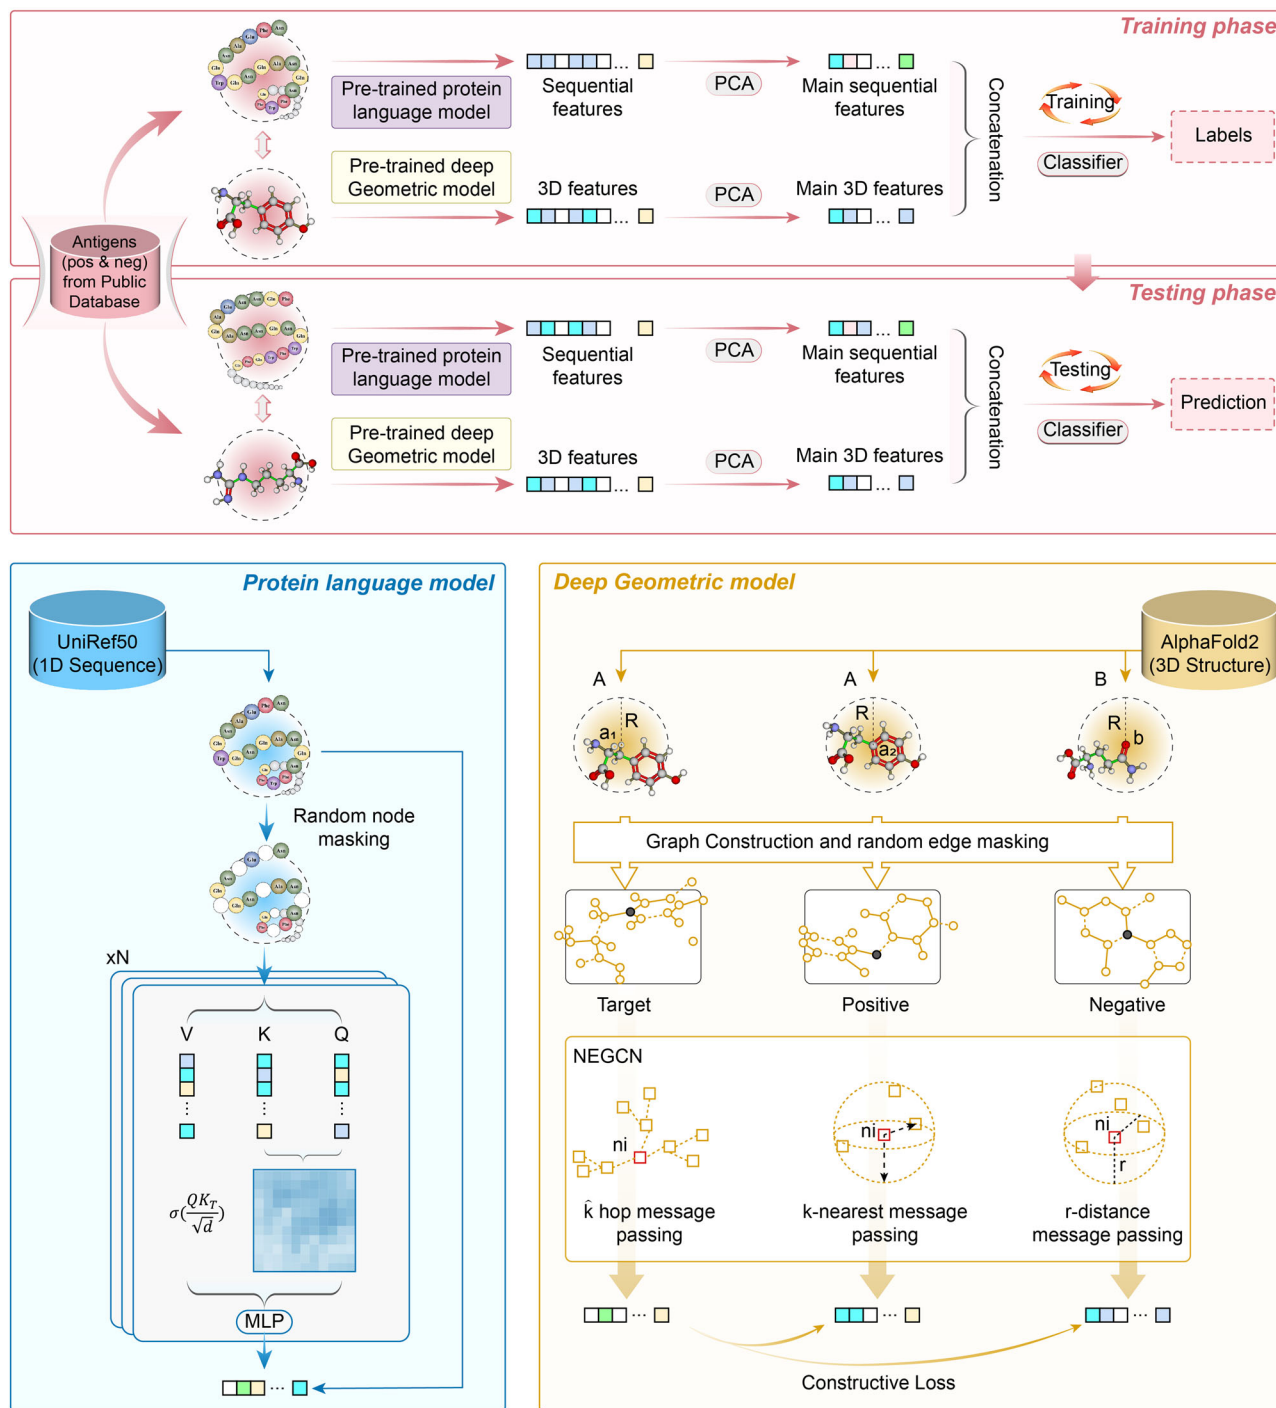 Training phase
Pre-trained protein
language model
Sequential
features
PCA
Main sequential
features
Concatenation
Training
Classifier
Labels
Pre-trained deep
Geometric model
3D features
PCA
Main 3D features
Antigens
(pos & neg)
from Public
Database
Testing phase
Pre-trained protein
language model
Sequential
features
PCA
Main sequential
features
Concatenation
Testing
Classifier
Prediction
Pre-trained deep
Geometric model
3D features
PCA
Main 3D features
Protein language model
UniRef50
(1D Sequence)
Random node
masking
xN
V K Q
σ(QK_T/√d)
MLP
Deep Geometric model
AlphaFold2
(3D Structure)
A A B
R R R
a₁ a₂ b
Graph Construction and random edge masking
Target Positive Negative
NEGCN
ni ni ni
r
k̂ hop message
passing
k-nearest message
passing
r-distance
message passing
Constructive Loss